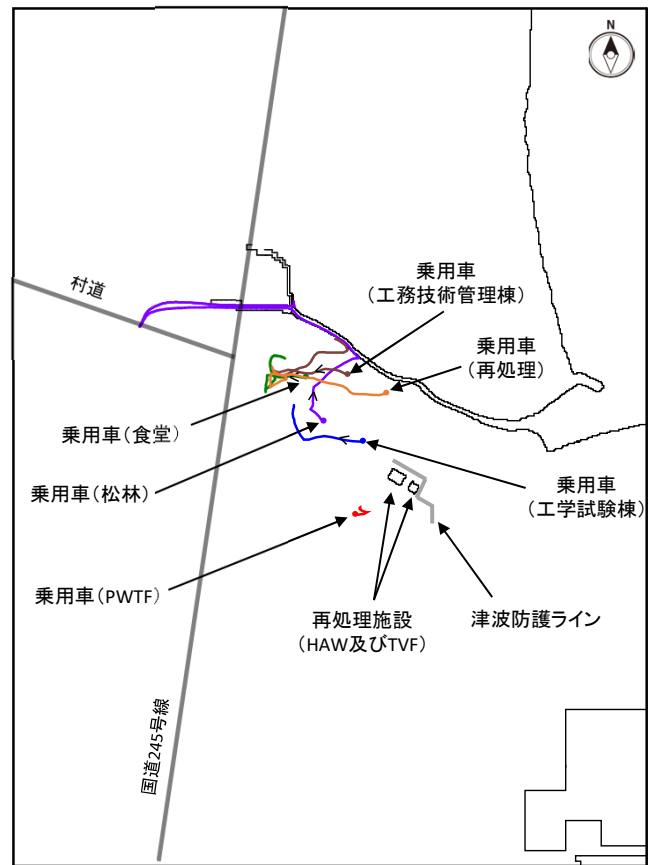 N
村道
乗用車
(工務技術管理棟)
乗用車
(再処理)
乗用車(食堂)
乗用車(松林)
乗用車
(工学試験棟)
乗用車(PWTF)
再処理施設
(HAW及びTVF)
津波防護ライン
国道245号線